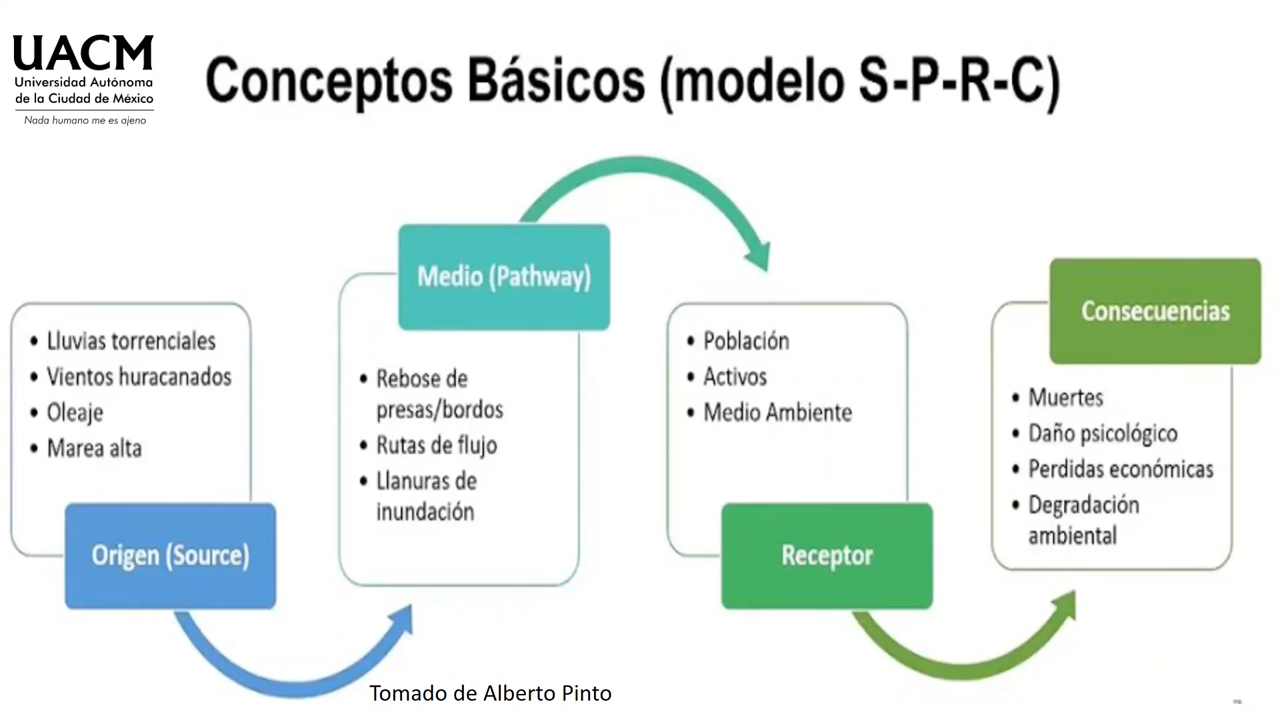 UACM
Universidad Autónoma
de la Ciudad de México
Nada humano me es ajeno
Conceptos Básicos (modelo S-P-R-C)
• Lluvias torrenciales
• Vientos huracanados
• Oleaje
• Marea alta
Origen (Source)
Medio (Pathway)
• Rebose de
presas/bordos
• Rutas de flujo
• Llanuras de
inundación
• Población
• Activos
• Medio Ambiente
Receptor
Consecuencias
• Muertes
• Daño psicológico
• Perdidas económicas
• Degradación
ambiental
Tomado de Alberto Pinto